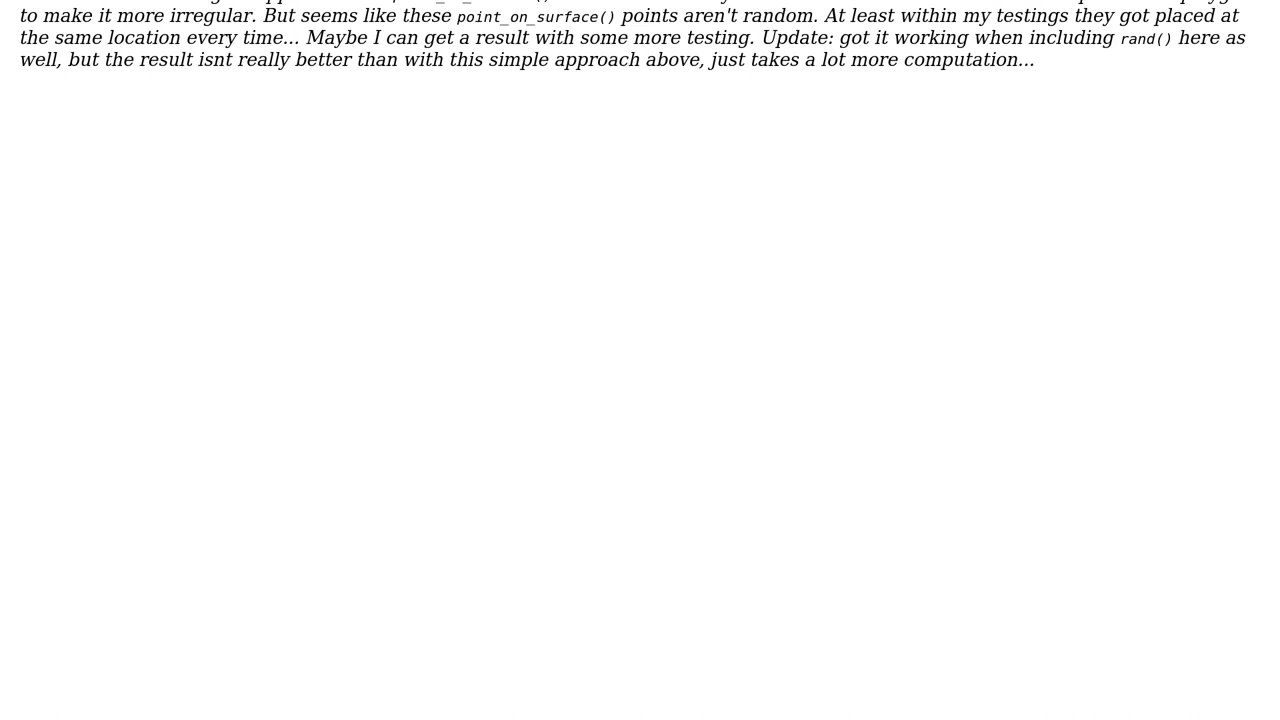 to make it more irregular. But seems like these point_on_surface() points aren't random. At least within my testings they got placed at
the same location every time... Maybe I can get a result with some more testing. Update: got it working when including rand() here as
well, but the result isnt really better than with this simple approach above, just takes a lot more computation...